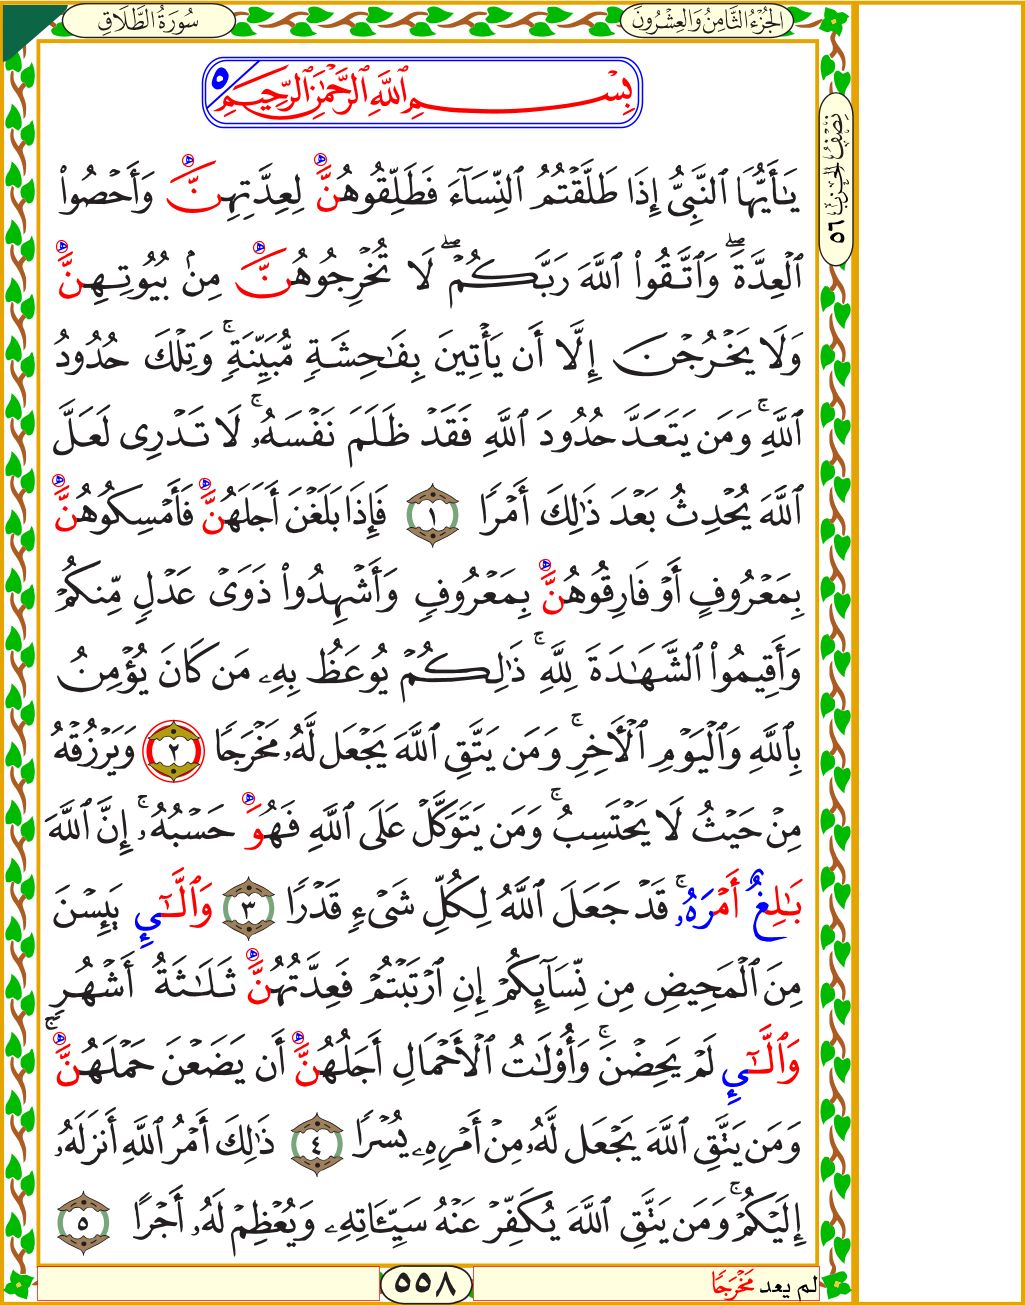 سُورَةُ الطَّلَاقِ
الجُزْءُ الثَّامِنُ وَالعِشْرُونَ
نِصْفُ الْحِزْبِ ٥٦
بِسْمِ ٱللَّهِ ٱلرَّحْمَٰنِ ٱلرَّحِيمِ ٥
يَٰٓأَيُّهَا ٱلنَّبِىُّ إِذَا طَلَّقْتُمُ ٱلنِّسَآءَ فَطَلِّقُوهُنَّ لِعِدَّتِهِنَّ وَأَحْصُوا۟
ٱلْعِدَّةَ ۖ وَٱتَّقُوا۟ ٱللَّهَ رَبَّكُمْ ۖ لَا تُخْرِجُوهُنَّ مِنۢ بُيُوتِهِنَّ
وَلَا يَخْرُجْنَ إِلَّآ أَن يَأْتِينَ بِفَٰحِشَةٍ مُّبَيِّنَةٍ ۚ وَتِلْكَ حُدُودُ
ٱللَّهِ ۚ وَمَن يَتَعَدَّ حُدُودَ ٱللَّهِ فَقَدْ ظَلَمَ نَفْسَهُۥ ۚ لَا تَدْرِى لَعَلَّ
ٱللَّهَ يُحْدِثُ بَعْدَ ذَٰلِكَ أَمْرًا ١ فَإِذَا بَلَغْنَ أَجَلَهُنَّ فَأَمْسِكُوهُنَّ
بِمَعْرُوفٍ أَوْ فَارِقُوهُنَّ بِمَعْرُوفٍ وَأَشْهِدُوا۟ ذَوَىْ عَدْلٍ مِّنكُمْ
وَأَقِيمُوا۟ ٱلشَّهَٰدَةَ لِلَّهِ ۚ ذَٰلِكُمْ يُوعَظُ بِهِۦ مَن كَانَ يُؤْمِنُ
بِٱللَّهِ وَٱلْيَوْمِ ٱلْءَاخِرِ ۚ وَمَن يَتَّقِ ٱللَّهَ يَجْعَل لَّهُۥ مَخْرَجًا ٢ وَيَرْزُقْهُ
مِنْ حَيْثُ لَا يَحْتَسِبُ ۚ وَمَن يَتَوَكَّلْ عَلَى ٱللَّهِ فَهُوَ حَسْبُهُۥٓ ۚ إِنَّ ٱللَّهَ
بَٰلِغٌ أَمْرَهُۥ ۚ قَدْ جَعَلَ ٱللَّهُ لِكُلِّ شَىْءٍ قَدْرًا ٣ وَٱلَّٰٓـِٔي يَئِسْنَ
مِنَ ٱلْمَحِيضِ مِن نِّسَآئِكُمْ إِنِ ٱرْتَبْتُمْ فَعِدَّتُهُنَّ ثَلَٰثَةُ أَشْهُرٍ
وَٱلَّٰٓـِٔي لَمْ يَحِضْنَ ۚ وَأُو۟لَٰتُ ٱلْأَحْمَالِ أَجَلُهُنَّ أَن يَضَعْنَ حَمْلَهُنَّ ۚ
وَمَن يَتَّقِ ٱللَّهَ يَجْعَل لَّهُۥ مِنْ أَمْرِهِۦ يُسْرًا ٤ ذَٰلِكَ أَمْرُ ٱللَّهِ أَنزَلَهُۥٓ
إِلَيْكُمْ ۚ وَمَن يَتَّقِ ٱللَّهَ يُكَفِّرْ عَنْهُ سَيِّـَٔاتِهِۦ وَيُعْظِمْ لَهُۥٓ أَجْرًا ٥
لم يعد مَخْرَجًا
٥٥٨